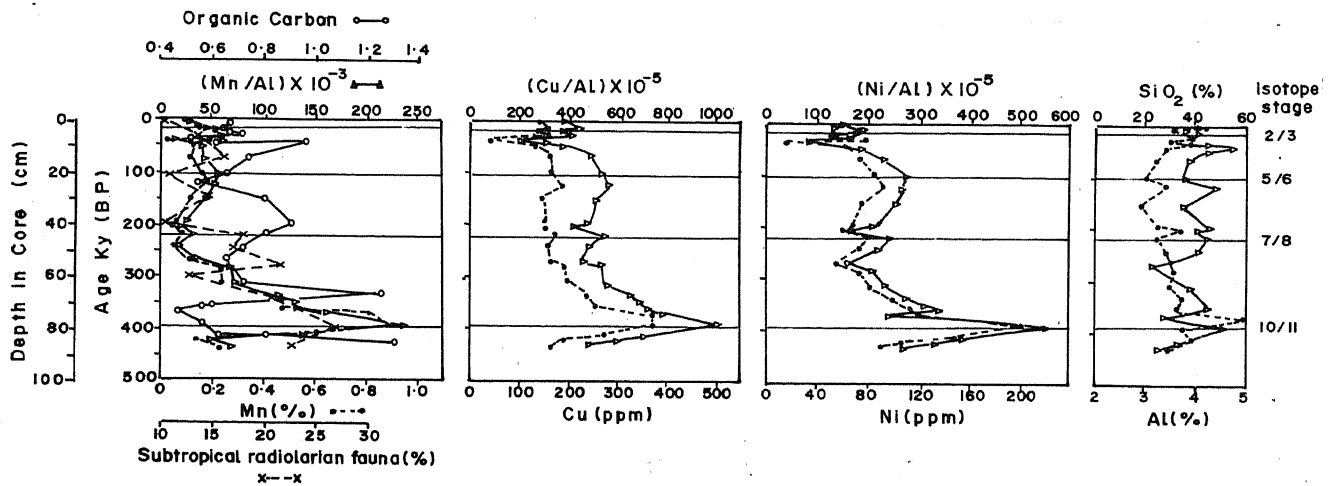 Organic Carbon
0·4 0·6 0·8 1·0 1·2 1·4
(Mn/Al) X 10⁻³
0 50 100 150 200 250
(Cu/Al) X 10⁻⁵
0 200 400 600 800 1000
(Ni/Al) X 10⁻⁵
0 100 200 300 400 500 600
SiO₂ (%)
0 20 40 60
Isotope stage
Depth in Core (cm)
0 20 40 60 80 100
Age Ky (BP)
0 100 200 300 400 500
2/3
5/6
7/8
10/11
0 0·2 0·4 0·6 0·8 1·0
Mn(%)
10 15 20 25 30
Subtropical radiolarian fauna(%)
x---x
0 200 400 600 800 1000
Cu(ppm)
0 40 80 120 160 200
Ni(ppm)
2 3 4 5
Al(%)